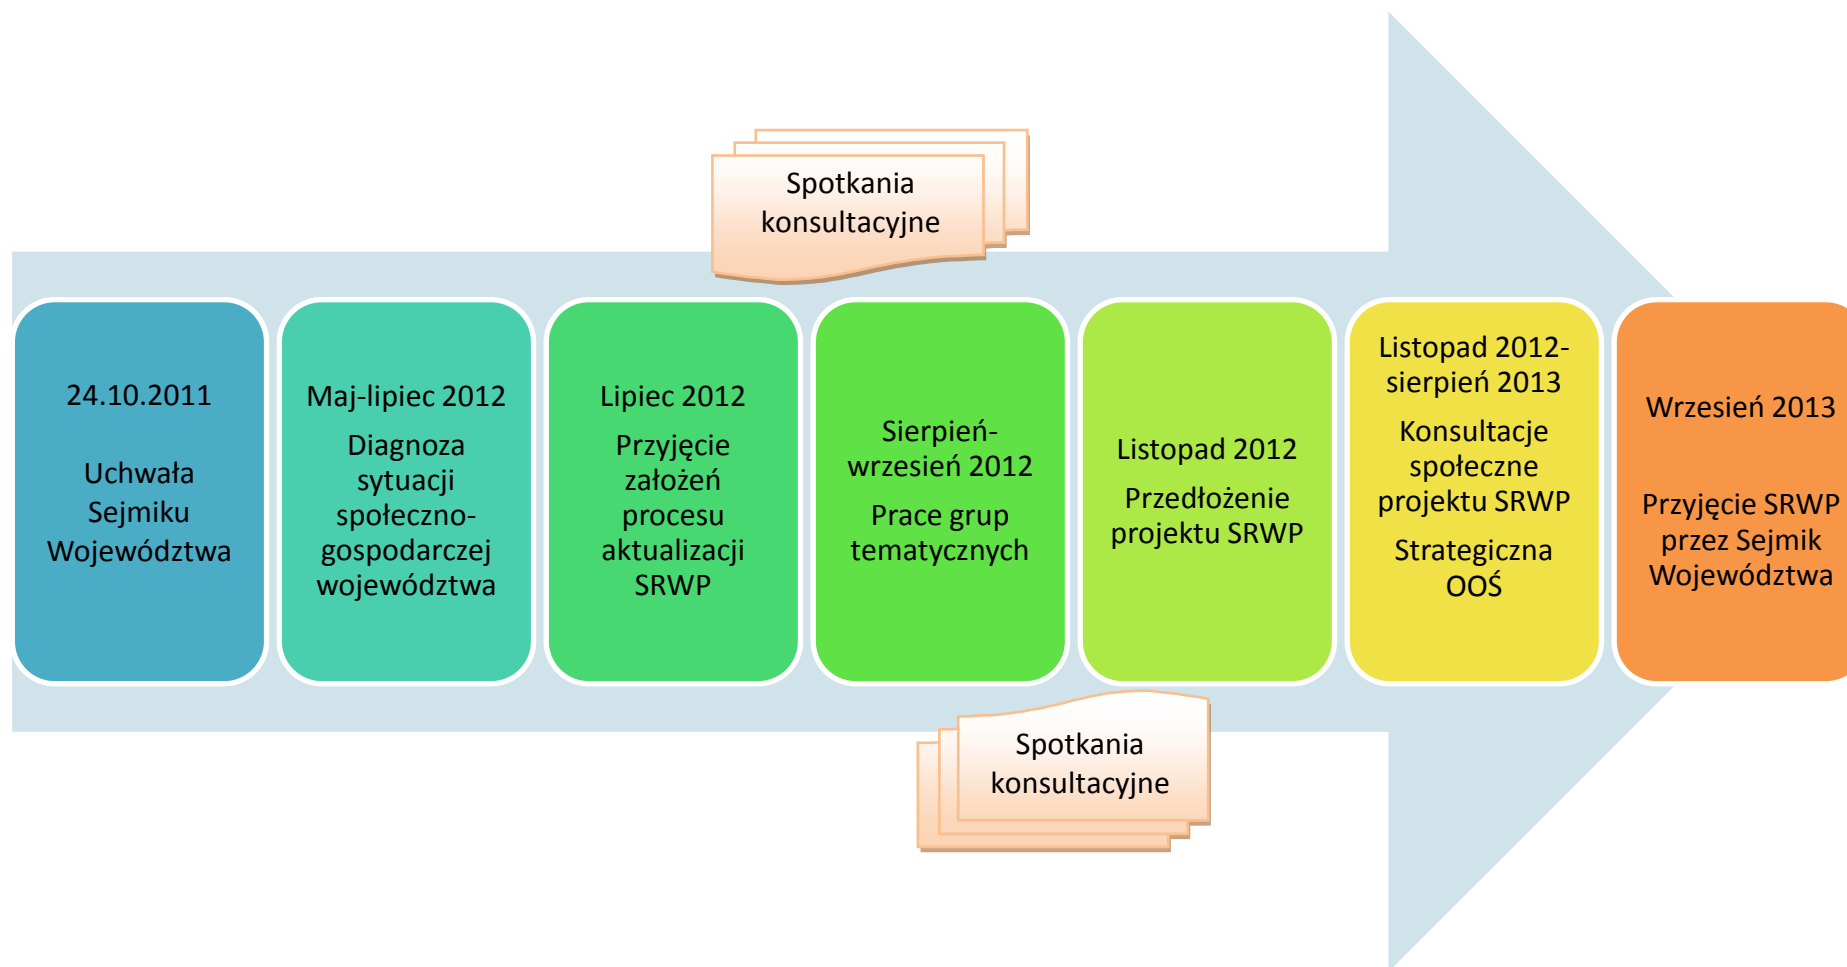 Spotkania
konsultacyjne
24.10.2011
Uchwała
Sejmiku
Województwa
Maj-lipiec 2012
Diagnoza
sytuacji
społeczno-
gospodarczej
województwa
Lipiec 2012
Przyjęcie
założeń
procesu
aktualizacji
SRWP
Sierpień-
wrzesień 2012
Prace grup
tematycznych
Listopad 2012
Przedłożenie
projektu SRWP
Listopad 2012-
sierpień 2013
Konsultacje
społeczne
projektu SRWP
Strategiczna
OOŚ
Wrzesień 2013
Przyjęcie SRWP
przez Sejmik
Województwa
Spotkania
konsultacyjne